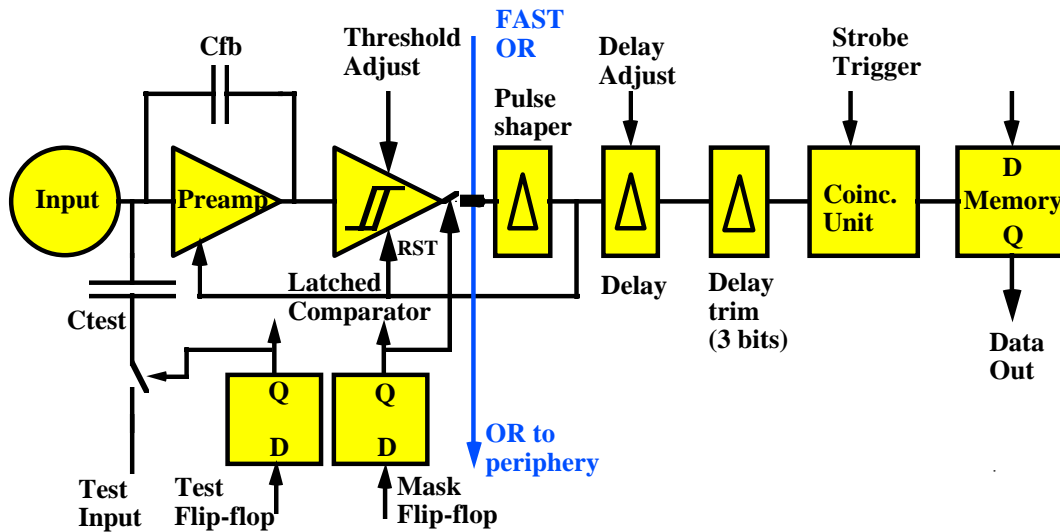 Cfb
Threshold
Adjust
FAST
OR
Delay
Adjust
Strobe
Trigger
Pulse
shaper
Input
Preamp
RST
Coinc.
Unit
D
Memory
Q
Latched
Comparator
Ctest
Delay
Delay
trim
(3 bits)
Data
Out
Q
D
Q
D
OR to
periphery
Test
Input
Test
Flip-flop
Mask
Flip-flop